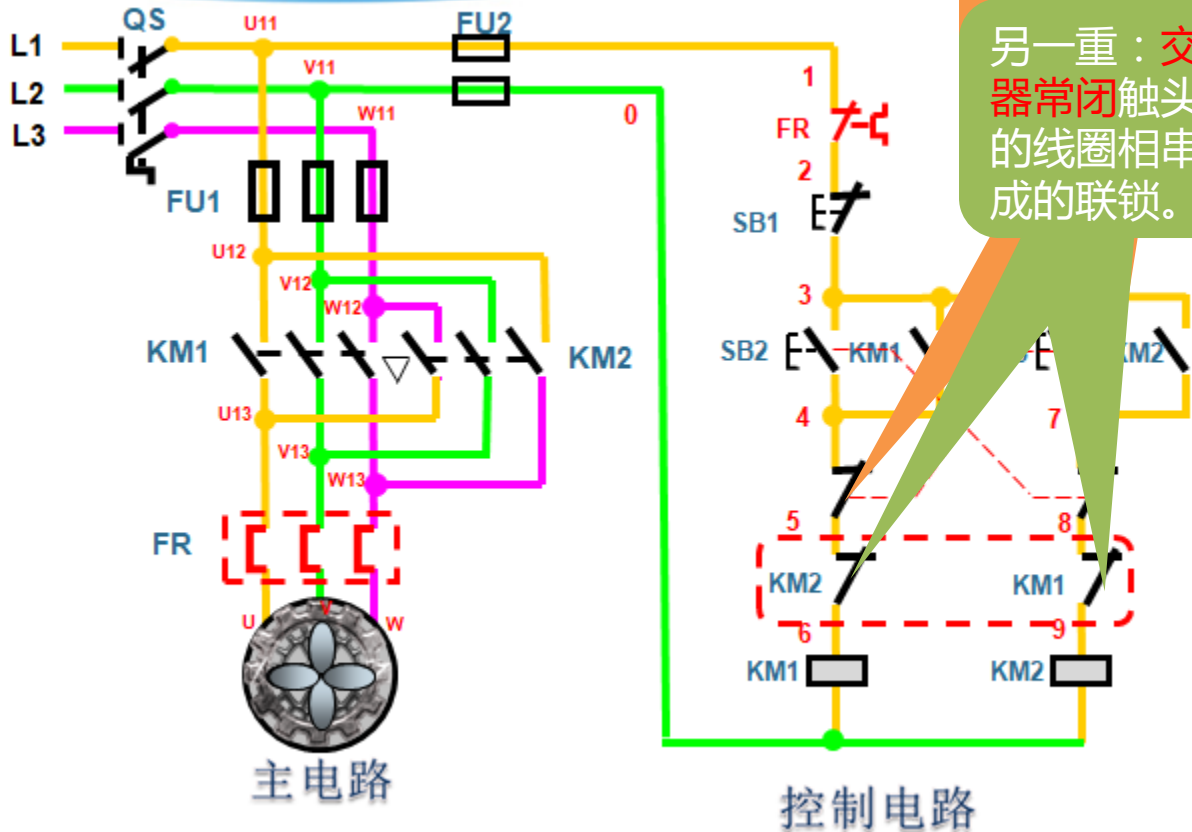 QS
U11
FU2
L1
L2
V11
L3
W11
0
1
FR
2
FU1
SB1
另一重：交
器常闭触头
的线圈相串
成的联锁。
U12
V12
W12
3
KM1
KM2
SB2
KM1
KM2
U13
4
7
V13
W13
5
8
FR
KM2
KM1
U
V
W
6
9
KM1
KM2
主电路
控制电路